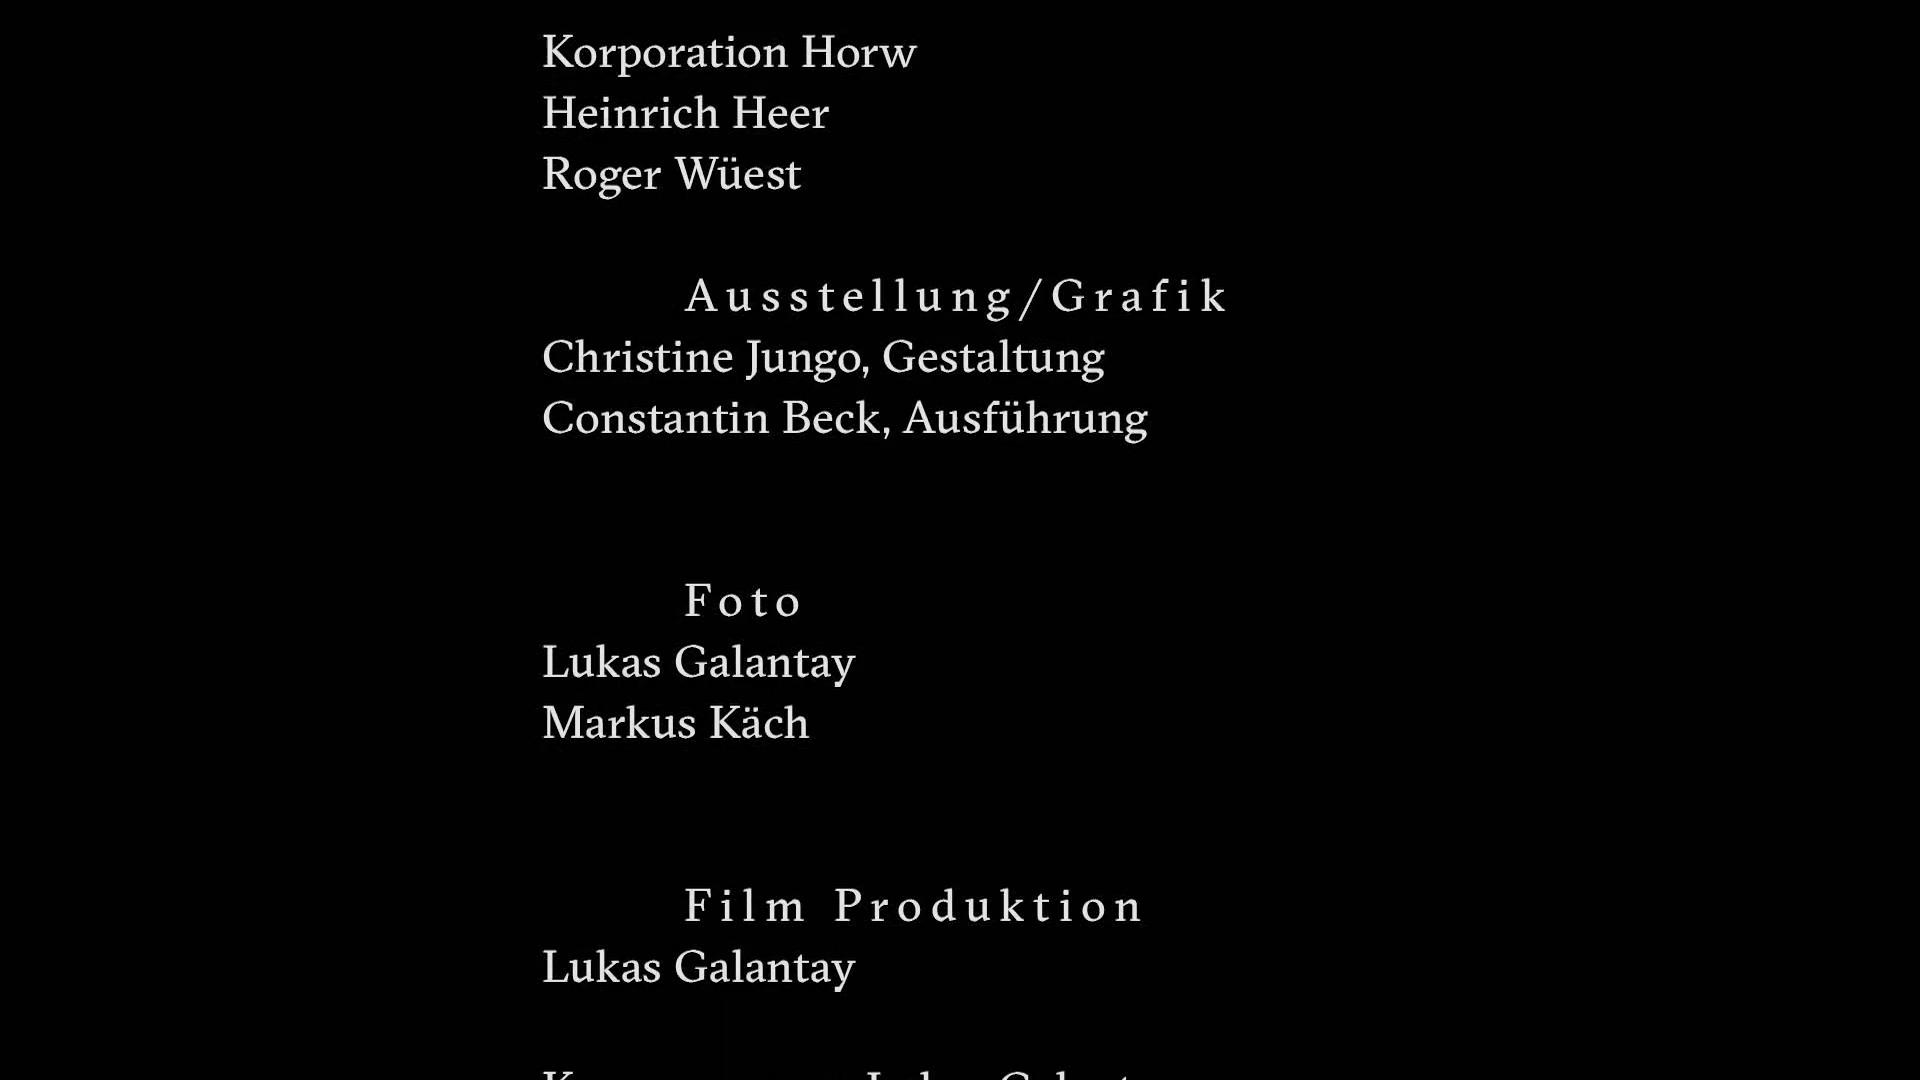 Korporation Horw
Heinrich Heer
Roger Wüest
Ausstellung/Grafik
Christine Jungo, Gestaltung
Constantin Beck, Ausführung
Foto
Lukas Galantay
Markus Käch
Film Produktion
Lukas Galantay